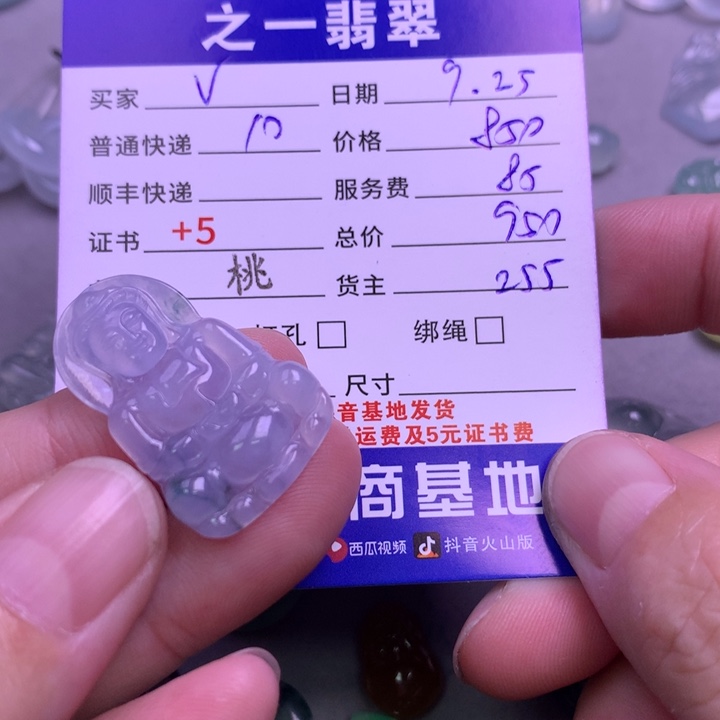 之一翡翠
买家 √ 日期 9.25
普通快递 10 价格 850
顺丰快递 服务费 85
证书 +5 总价 950
桃 货主 255
孔 □ 绑绳 □
尺寸
音基地发货
运费及5元证书费
商基地
西瓜视频 抖音火山版